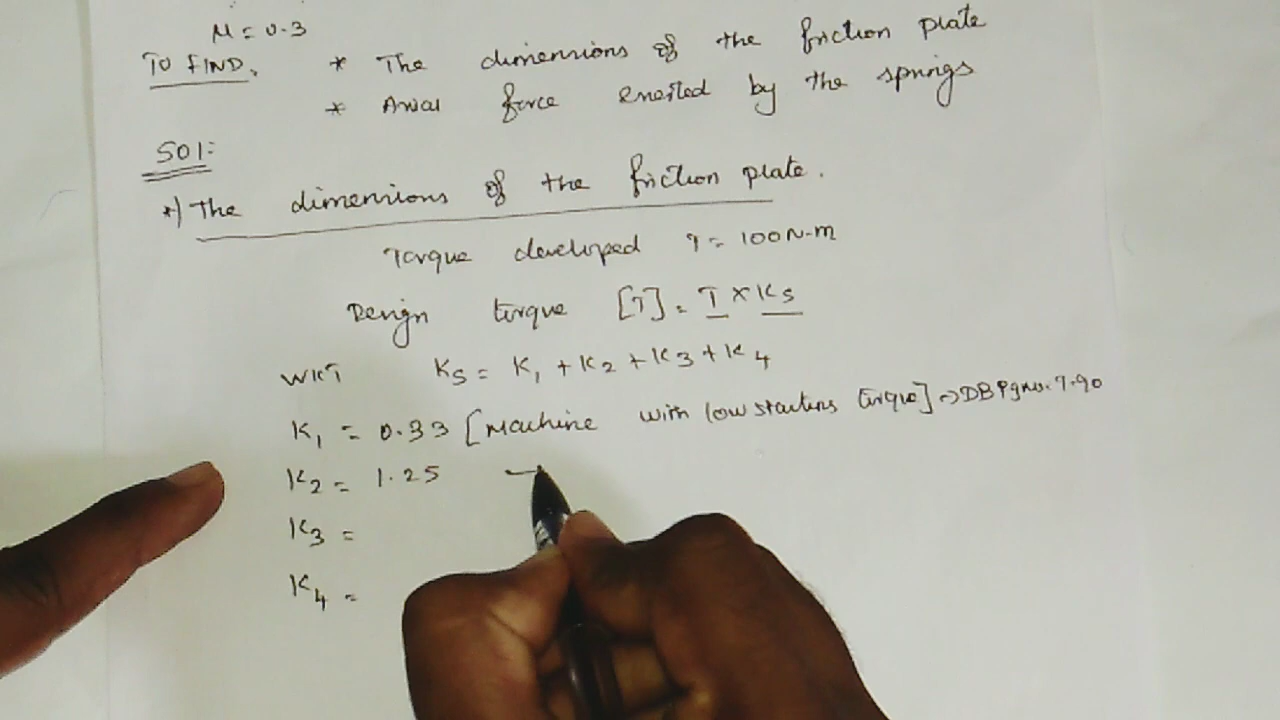 μ = 0.3
TO FIND. * The dimensions of the friction plate
* Axial force exerted by the springs
Sol:
*) The dimensions of the friction plate.
Torque developed T = 100 N-m
Design torque [T] = T × Ks
WKT Ks = K1 + K2 + K3 + K4
K1 = 0.33 [Machine with low starting torque] → DB Pg No. 7.90
K2 = 1.25
K3 =
K4 =